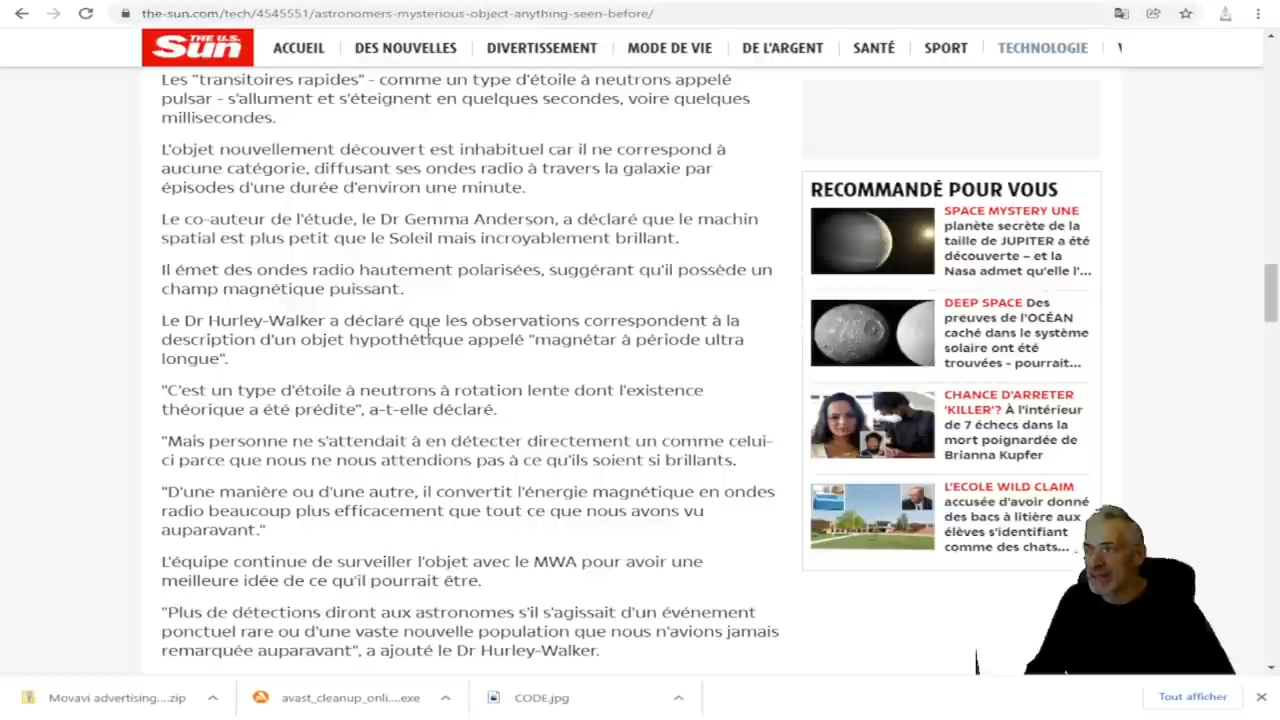 the-sun.com/tech/4545551/astronomers-mysterious-object-anything-seen-before/
THE U.S. Sun
ACCUEIL
DES NOUVELLES
DIVERTISSEMENT
MODE DE VIE
DE L'ARGENT
SANTÉ
SPORT
TECHNOLOGIE
Les "transitoires rapides" - comme un type d'étoile à neutrons appelé
pulsar - s'allument et s'éteignent en quelques secondes, voire quelques
millisecondes.
L'objet nouvellement découvert est inhabituel car il ne correspond à
aucune catégorie, diffusant ses ondes radio à travers la galaxie par
épisodes d'une durée d'environ une minute.
Le co-auteur de l'étude, le Dr Gemma Anderson, a déclaré que le machin
spatial est plus petit que le Soleil mais incroyablement brillant.
Il émet des ondes radio hautement polarisées, suggérant qu'il possède un
champ magnétique puissant.
Le Dr Hurley-Walker a déclaré que les observations correspondent à la
description d'un objet hypothétique appelé "magnétar à période ultra
longue".
"C'est un type d'étoile à neutrons à rotation lente dont l'existence
théorique a été prédite", a-t-elle déclaré.
"Mais personne ne s'attendait à en détecter directement un comme celui-
ci parce que nous ne nous attendions pas à ce qu'ils soient si brillants.
"D'une manière ou d'une autre, il convertit l'énergie magnétique en ondes
radio beaucoup plus efficacement que tout ce que nous avons vu
auparavant."
L'équipe continue de surveiller l'objet avec le MWA pour avoir une
meilleure idée de ce qu'il pourrait être.
"Plus de détections diront aux astronomes s'il s'agissait d'un événement
ponctuel rare ou d'une vaste nouvelle population que nous n'avions jamais
remarquée auparavant", a ajouté le Dr Hurley-Walker.
RECOMMANDÉ POUR VOUS
SPACE MYSTERY UNE
planète secrète de la
taille de JUPITER a été
découverte – et la
Nasa admet qu'elle l'...
DEEP SPACE Des
preuves de l'OCÉAN
caché dans le système
solaire ont été
trouvées - pourrait...
CHANCE D'ARRETER
'KILLER'? À l'intérieur
de 7 échecs dans la
mort poignardée de
Brianna Kupfer
L'ECOLE WILD CLAIM
accusée d'avoir donné
des bacs à litière aux
élèves s'identifiant
comme des chats...
Movavi advertising....zip
avast_cleanup_onli....exe
CODE.jpg
Tout afficher